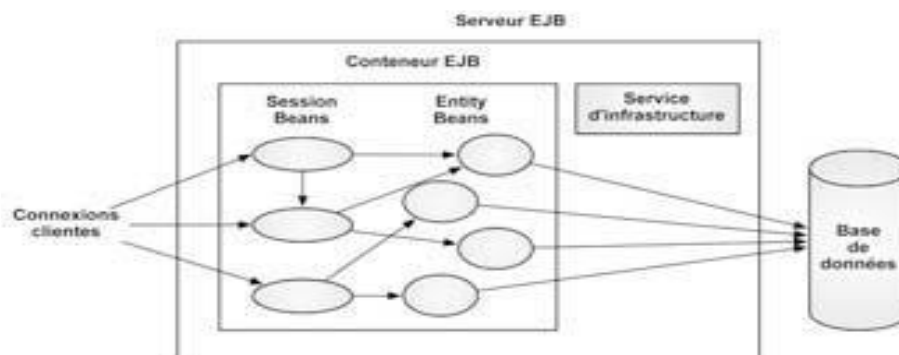 Serveur EJB
Conteneur EJB
Session
Beans
Entity
Beans
Service
d'infrastructure
Connexions
clientes
Base
de
données